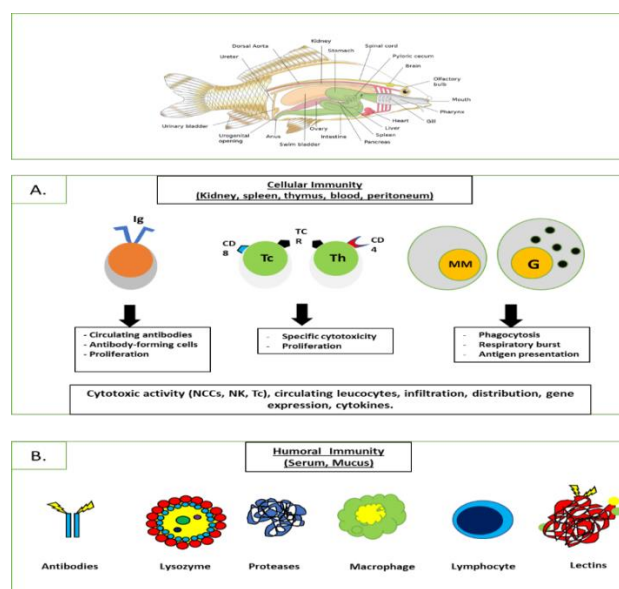 Kidney
Dorsal Aorta
Stomach
Spinal cord
Ureter
Pyloric cecum
Brain
Olfactory
bulb
Mouth
Pharynx
Gill
Urinary bladder
Urogenital
opening
Anus
Ovary
Swim bladder
Intestine
Pancreas
Spleen
Liver
Heart
A.
Cellular Immunity
(Kidney, spleen, thymus, blood, peritoneum)
Ig
CD
8
Tc
TC
R
Th
CD
4
MM
G
- Circulating antibodies
- Antibody-forming cells
- Proliferation
- Specific cytotoxicity
- Proliferation
- Phagocytosis
- Respiratory burst
- Antigen presentation
Cytotoxic activity (NCCs, NK, Tc), circulating leucocytes, infiltration, distribution, gene
expression, cytokines.
B.
Humoral Immunity
(Serum, Mucus)
Antibodies
Lysozyme
Proteases
Macrophage
Lymphocyte
Lectins